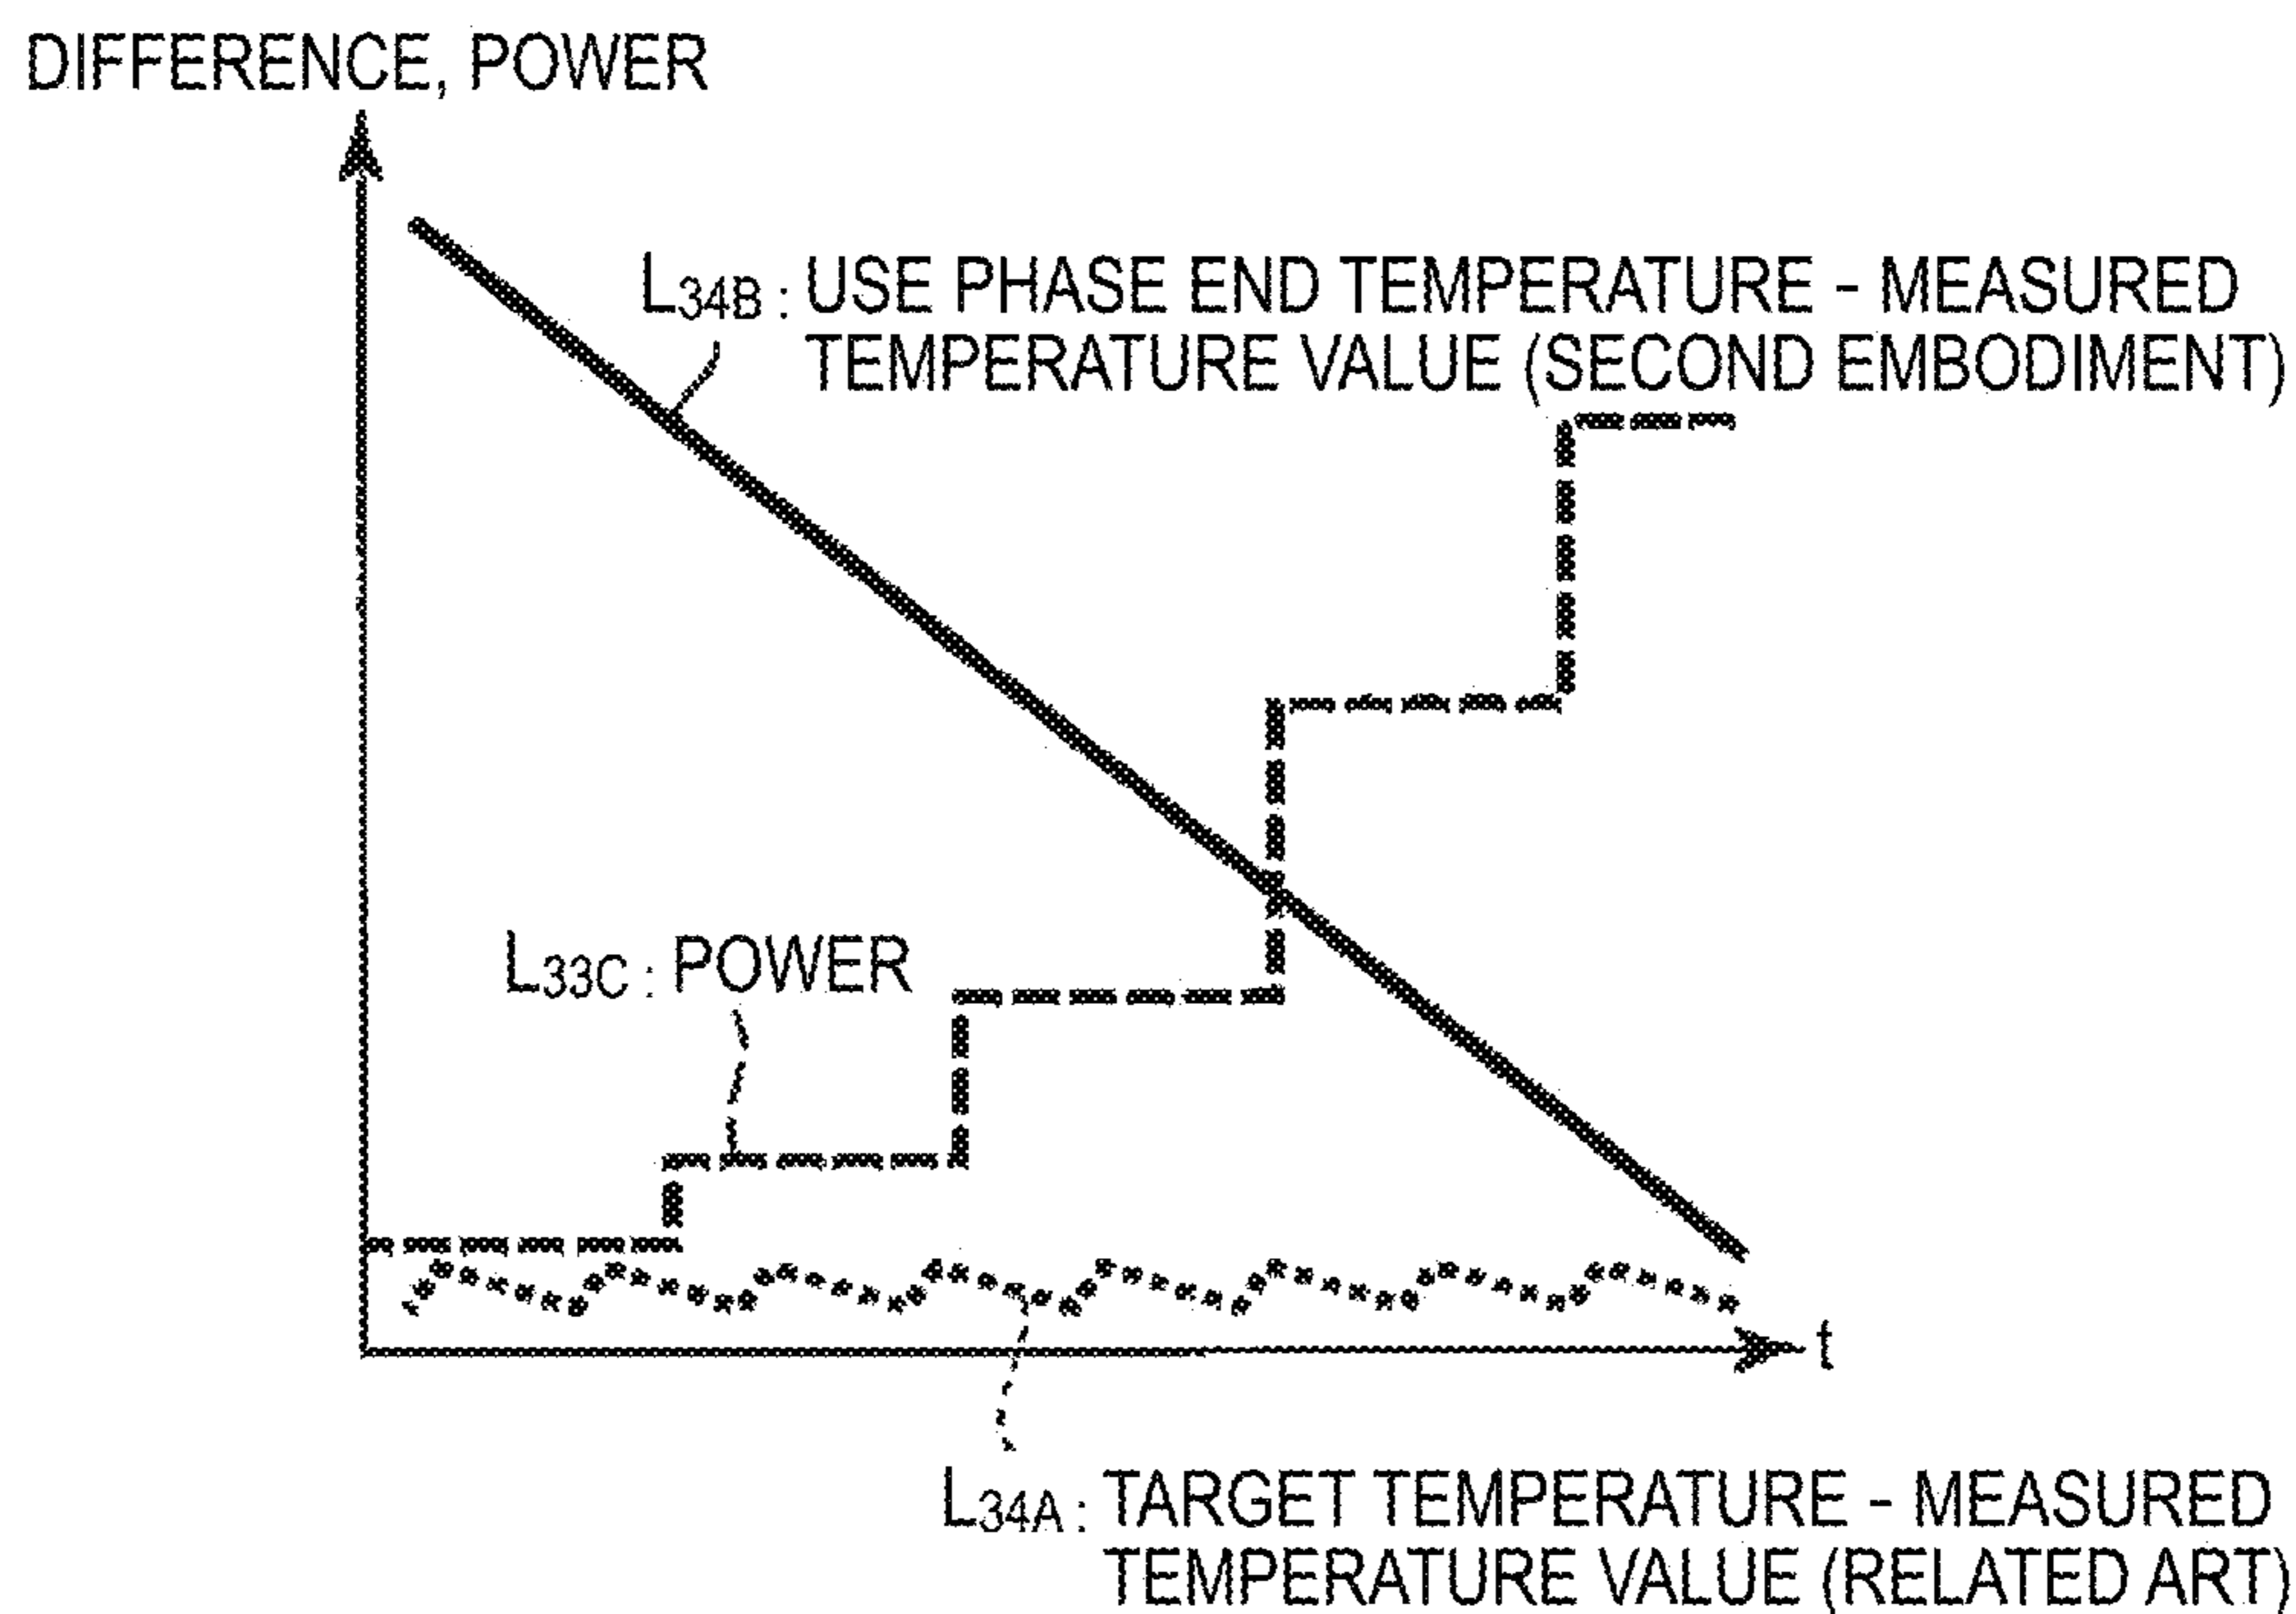 DIFFERENCE, POWER
L34B : USE PHASE END TEMPERATURE - MEASURED
TEMPERATURE VALUE (SECOND EMBODIMENT)
L33C : POWER
t
L34A : TARGET TEMPERATURE - MEASURED
TEMPERATURE VALUE (RELATED ART)